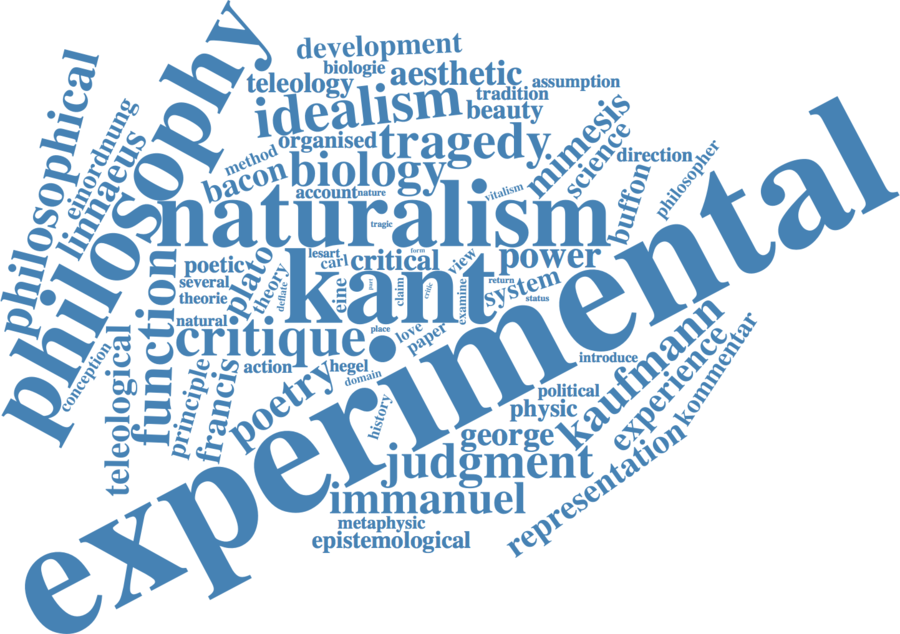 development
biologie
teleology
aesthetic
assumption
tradition
idealism
beauty
philosophical
philosophy
einordnung
linnaeus
organised
tragedy
mimesis
science
method
bacon
biology
direction
philosopher
account
nature
vitalism
buffon
naturalism
tragic
experimental
poetic
plato
lesart
carl
critical
form
view
power
several
theory
deflate
kant
eine
part
claim
critic
examine
return
system
status
theorie
function
natural
critique
place
love
paper
introduce
kaufmann
conception
teleological
principle
francis
action
hegel
domain
poetry
history
political
physic
experience
kommentar
george
judgment
representation
immanuel
metaphysic
epistemological